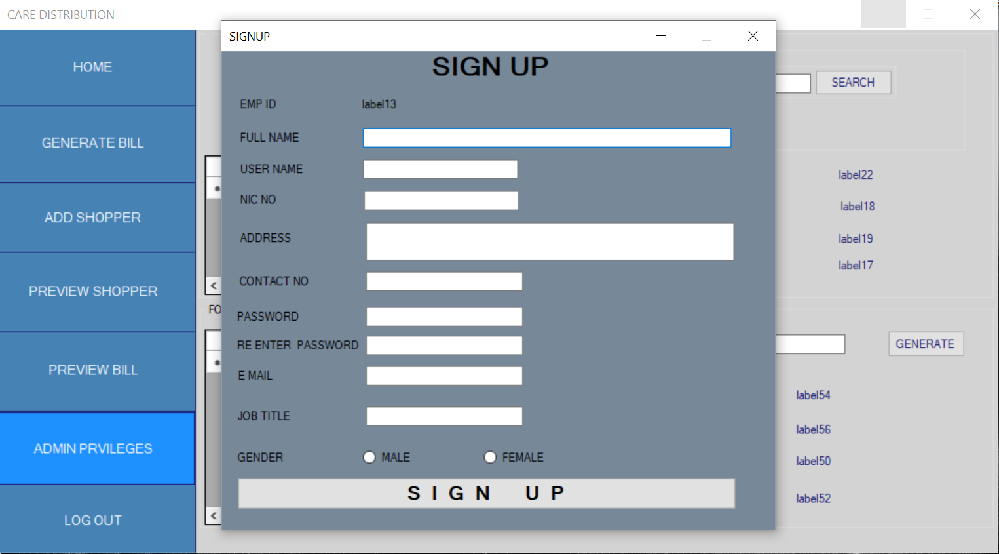 CARE DISTRIBUTION
HOME
GENERATE BILL
ADD SHOPPER
PREVIEW SHOPPER
PREVIEW BILL
ADMIN PRVILEGES
LOG OUT
SIGNUP
SIGN UP
EMP ID label13
FULL NAME
USER NAME
NIC NO
ADDRESS
CONTACT NO
PASSWORD
RE ENTER PASSWORD
E MAIL
JOB TITLE
GENDER MALE FEMALE
SIGN UP
SEARCH
label22
label18
label19
label17
FO
GENERATE
label54
label56
label50
label52